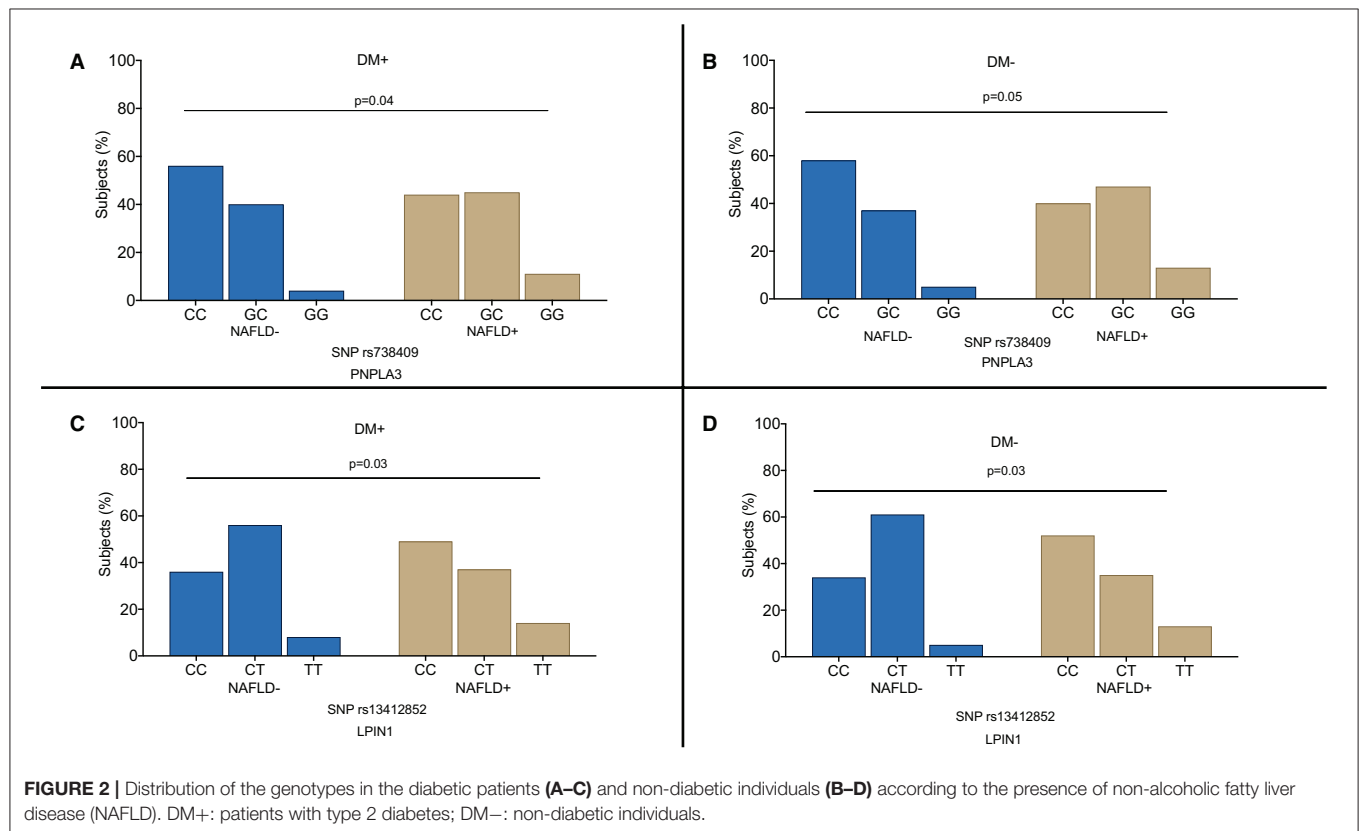 A
DM+
p=0.04
100
80
60
40
20
0
Subjects (%)
CC GC GG CC GC GG
NAFLD- NAFLD+
SNP rs738409
PNPLA3
B
DM-
p=0.05
100
80
60
40
20
0
Subjects (%)
CC GC GG CC GC GG
NAFLD- NAFLD+
SNP rs738409
PNPLA3
C
DM+
p=0.03
100
80
60
40
20
0
Subjects (%)
CC CT TT CC CT TT
NAFLD- NAFLD+
SNP rs13412852
LPIN1
D
DM-
p=0.03
100
80
60
40
20
0
Subjects (%)
CC CT TT CC CT TT
NAFLD- NAFLD+
SNP rs13412852
LPIN1
FIGURE 2 | Distribution of the genotypes in the diabetic patients (A–C) and non-diabetic individuals (B–D) according to the presence of non-alcoholic fatty liver
disease (NAFLD). DM+: patients with type 2 diabetes; DM−: non-diabetic individuals.